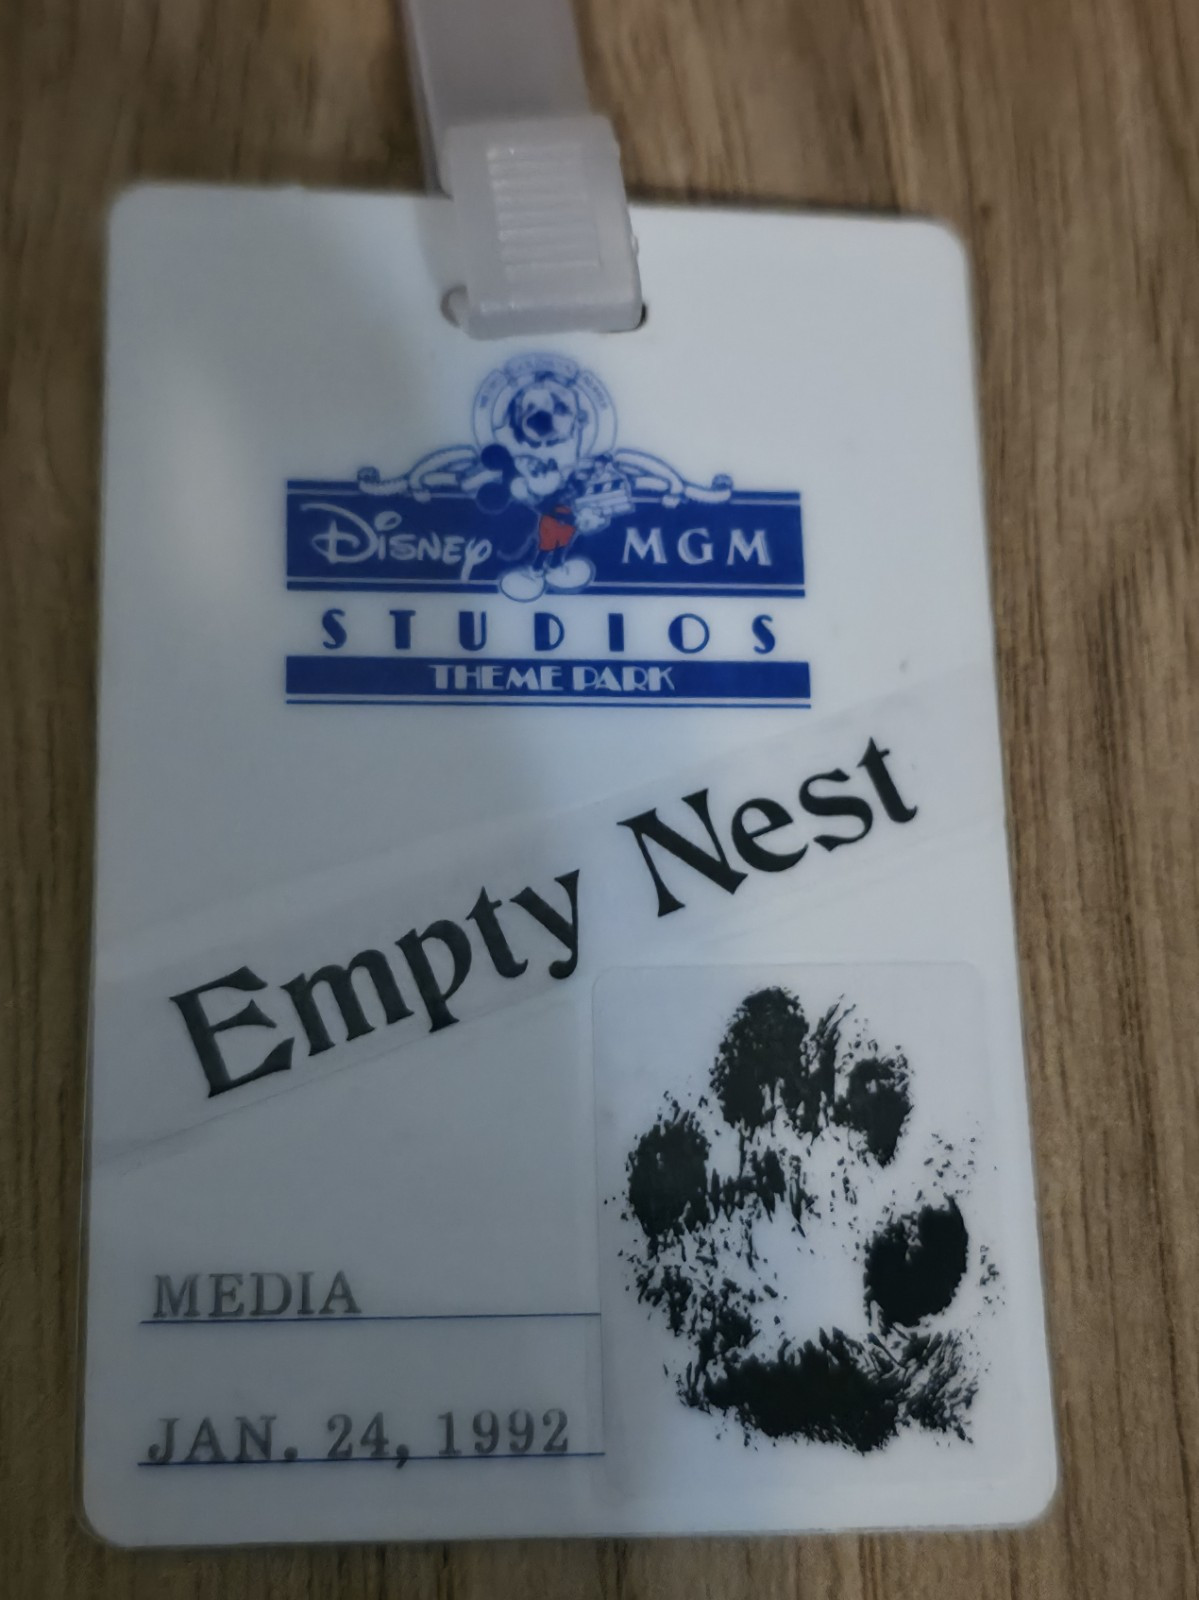 Disney MGM
STUDIOS
THEME PARK
Empty Nest
MEDIA
JAN. 24, 1992